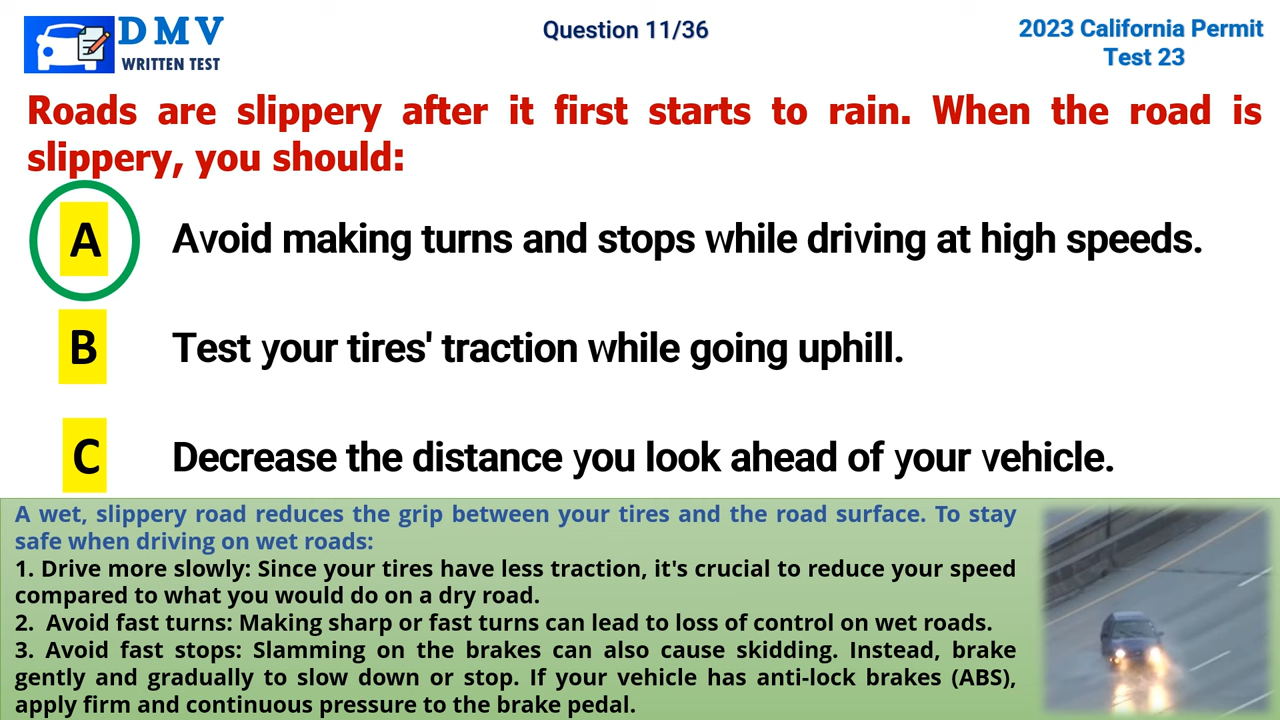 DMV
WRITTEN TEST
Question 11/36
2023 California Permit
Test 23
Roads are slippery after it first starts to rain. When the road is
slippery, you should:
A Avoid making turns and stops while driving at high speeds.
B Test your tires' traction while going uphill.
C Decrease the distance you look ahead of your vehicle.
A wet, slippery road reduces the grip between your tires and the road surface. To stay
safe when driving on wet roads:
1. Drive more slowly: Since your tires have less traction, it's crucial to reduce your speed
compared to what you would do on a dry road.
2. Avoid fast turns: Making sharp or fast turns can lead to loss of control on wet roads.
3. Avoid fast stops: Slamming on the brakes can also cause skidding. Instead, brake
gently and gradually to slow down or stop. If your vehicle has anti-lock brakes (ABS),
apply firm and continuous pressure to the brake pedal.